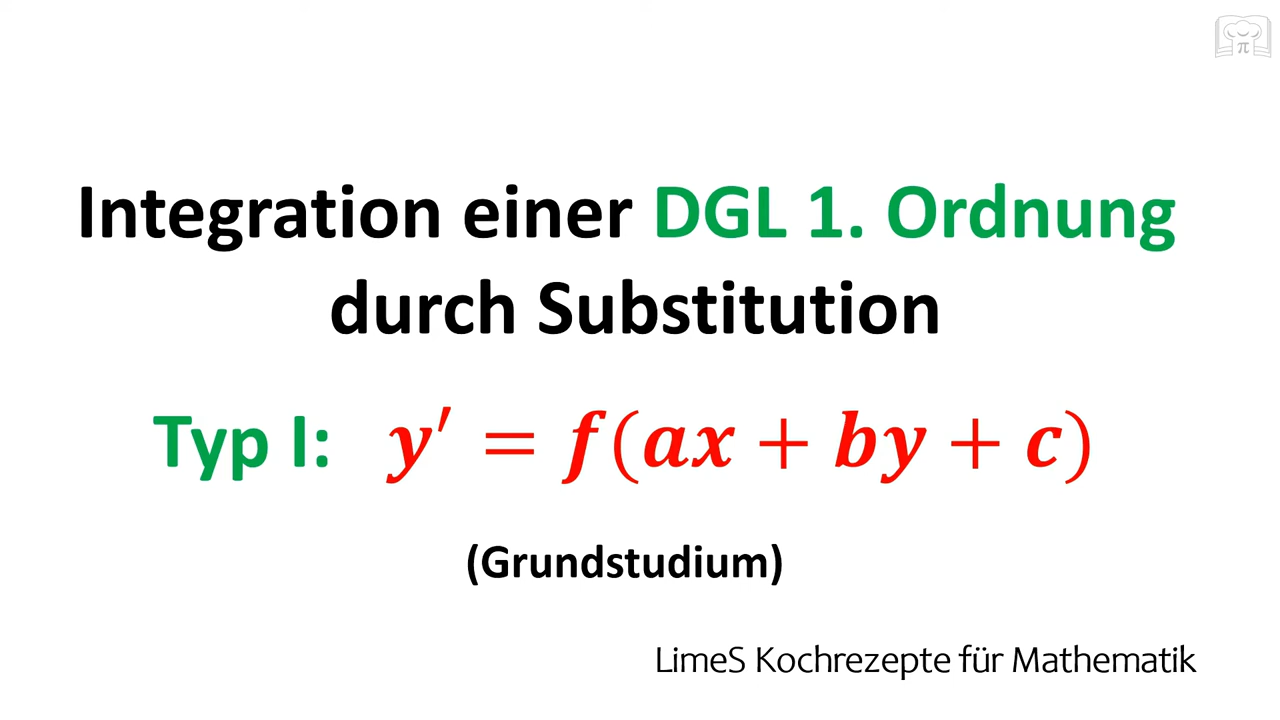 π
Integration einer DGL 1. Ordnung
durch Substitution
Typ I: y′ = f(ax + by + c)
(Grundstudium)
LimeS Kochrezepte für Mathematik